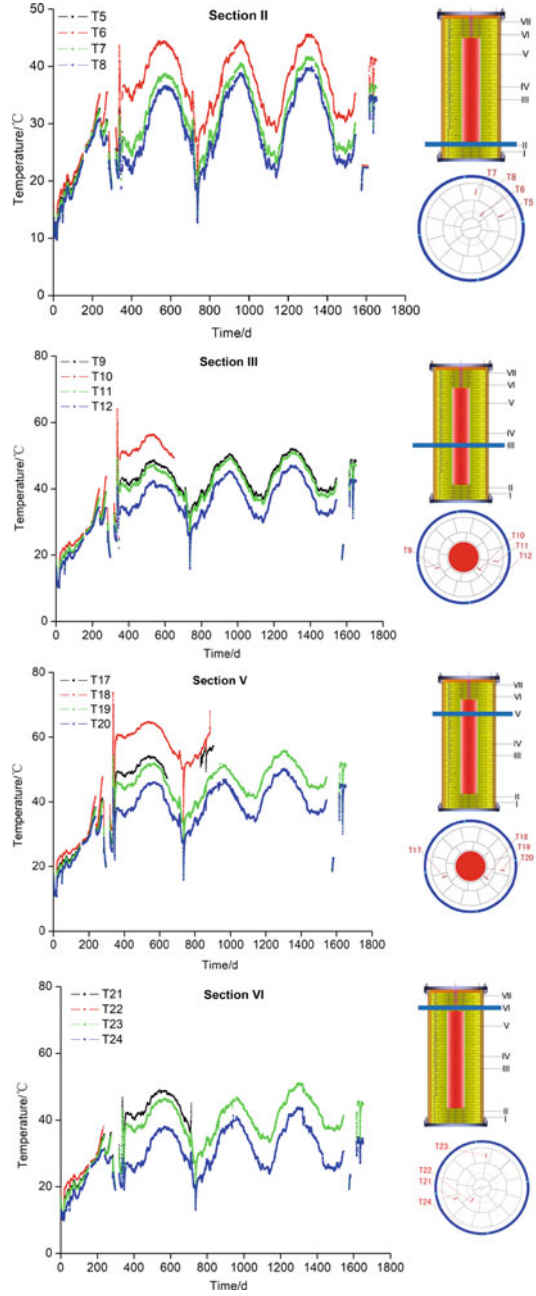 Section II
T5
T6
T7
T8
50
40
30
20
10
0
Temperature/℃
0 200 400 600 800 1000 1200 1400 1600 1800
Time/d
VII
VI
V
IV
III
II
I
T7
T8
T6
T5
Section III
T9
T10
T11
T12
80
60
40
20
0
Temperature/℃
0 200 400 600 800 1000 1200 1400 1600 1800
Time/d
VII
VI
V
IV
III
II
I
T9
T10
T11
T12
Section V
T17
T18
T19
T20
80
60
40
20
0
Temperature/℃
0 200 400 600 800 1000 1200 1400 1600 1800
Time/d
VII
VI
V
IV
III
II
I
T17
T18
T19
T20
Section VI
T21
T22
T23
T24
80
60
40
20
0
Temperature/℃
0 200 400 600 800 1000 1200 1400 1600 1800
Time/d
VII
VI
V
IV
III
II
I
T23
T22
T21
T24